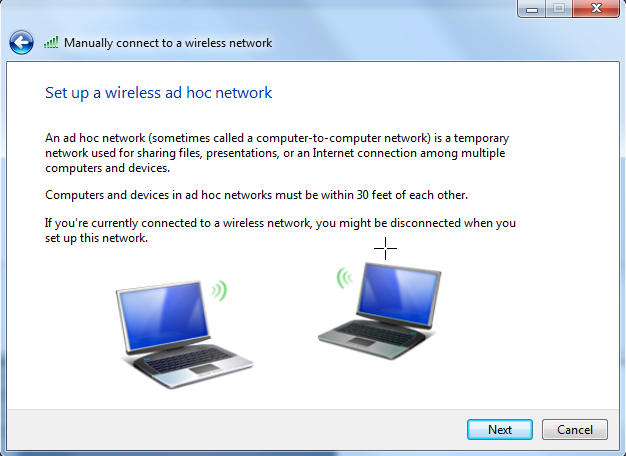 Manually connect to a wireless network
Set up a wireless ad hoc network
An ad hoc network (sometimes called a computer-to-computer network) is a temporary
network used for sharing files, presentations, or an Internet connection among multiple
computers and devices.
Computers and devices in ad hoc networks must be within 30 feet of each other.
If you're currently connected to a wireless network, you might be disconnected when you
set up this network.
Next
Cancel